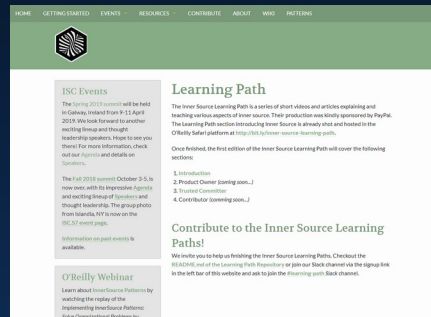 HOME GETTING STARTED EVENTS RESOURCES CONTRIBUTE ABOUT WIKI PATTERNS
ISC Events
The Spring 2019 summit will be held
in Galway, Ireland from 9-11 April
2019. We look forward to another
exciting lineup and thought
leadership speakers. Hope to see you
there! For more information, check
out our Agenda and details on
Speakers.
The Fall 2018 summit October 3-5, is
now over, with its impressive Agenda
and exciting lineup of Speakers and
thought leadership. The group photo
from Islandia, NY is now on the
ISC.S7 event page.
Information on past events is
available.
O'Reilly Webinar
Learn about InnerSource Patterns by
watching the replay of the
Implementing InnerSource Patterns:
Solve Organizational Problems by
Learning Path
The Inner Source Learning Path is a series of short videos and articles explaining and
teaching various aspects of inner source. Their production was kindly sponsored by PayPal.
The Learning Path section introducing Inner Source is already shot and hosted in the
O'Reilly Safari platform at http://bit.ly/inner-source-learning-path.
Once finished, the first edition of the Inner Source Learning Path will cover the following
sections:
1. Introduction
2. Product Owner (coming soon...)
3. Trusted Committer
4. Contributor (coming soon...)
Contribute to the Inner Source Learning
Paths!
We invite you to help us finishing the Inner Source Learning Paths. Checkout the
README.md of the Learning Path Repository or join our Slack channel via the signup link
in the left bar of this website and ask to join the #learning-path Slack channel.